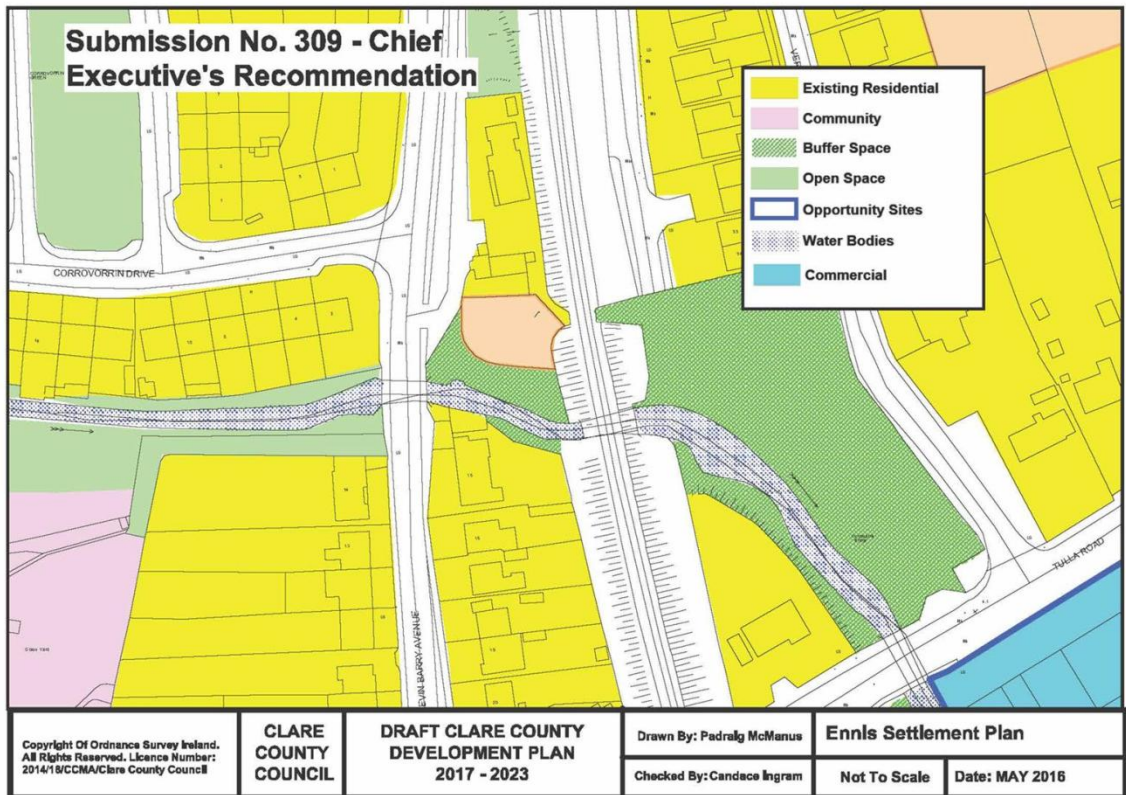 Submission No. 309 - Chief
Executive's Recommendation
Existing Residential
Community
Buffer Space
Open Space
Opportunity Sites
Water Bodies
Commercial
CORROVORRIN DRIVE
TULLA ROAD
EVIN BARRY AVENUE
Copyright Of Ordnance Survey Ireland.
All Rights Reserved. Licence Number:
2014/18/CCMA/Clare County Council
CLARE
COUNTY
COUNCIL
DRAFT CLARE COUNTY
DEVELOPMENT PLAN
2017 - 2023
Drawn By: Padraig McManus
Checked By: Candace Ingram
Ennis Settlement Plan
Not To Scale
Date: MAY 2016